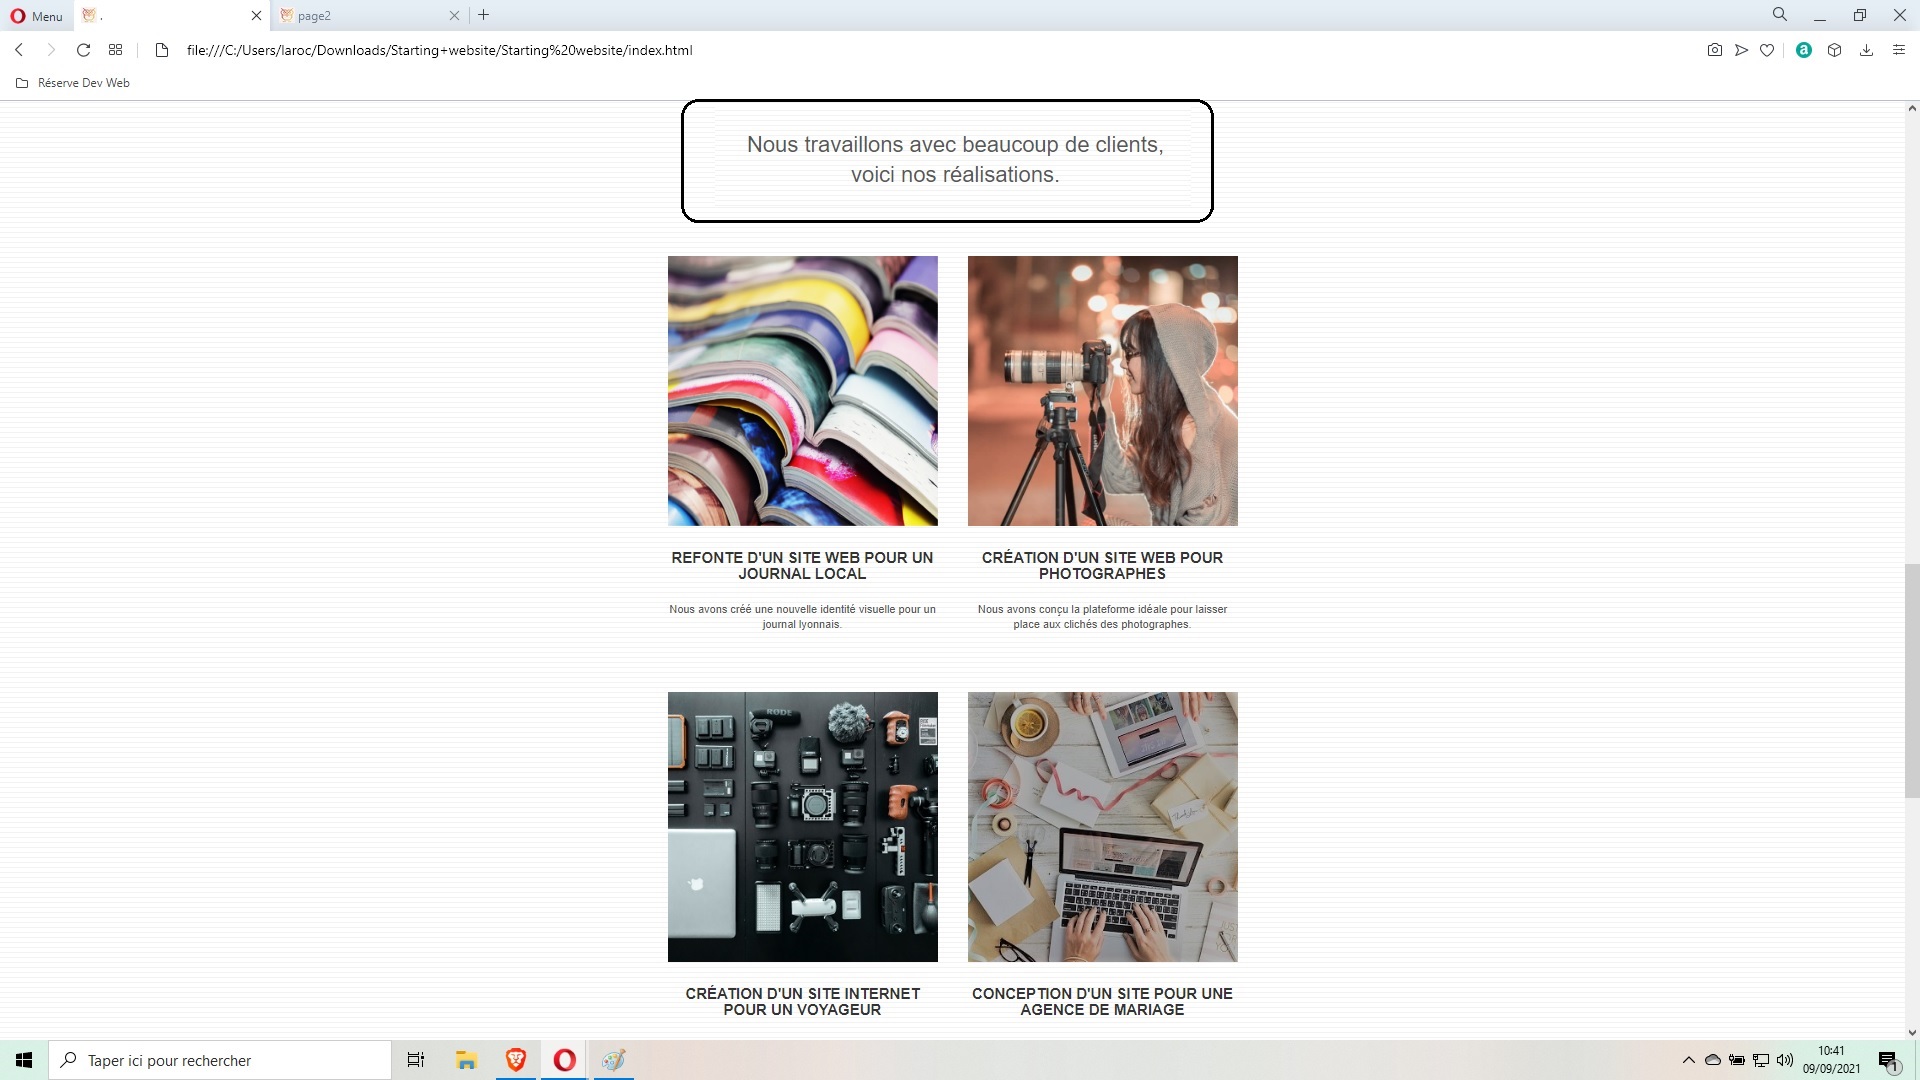 Menu
.
page2
file:///C:/Users/laroc/Downloads/Starting+website/Starting%20website/index.html
a
Réserve Dev Web
Nous travaillons avec beaucoup de clients,
voici nos réalisations.
REFONTE D'UN SITE WEB POUR UN
JOURNAL LOCAL
Nous avons créé une nouvelle identité visuelle pour un
journal lyonnais.
CRÉATION D'UN SITE WEB POUR
PHOTOGRAPHES
Nous avons conçu la plateforme idéale pour laisser
place aux clichés des photographes.
RODE
CRÉATION D'UN SITE INTERNET
POUR UN VOYAGEUR
CONCEPTION D'UN SITE POUR UNE
AGENCE DE MARIAGE
Taper ici pour rechercher
10:41
09/09/2021
1